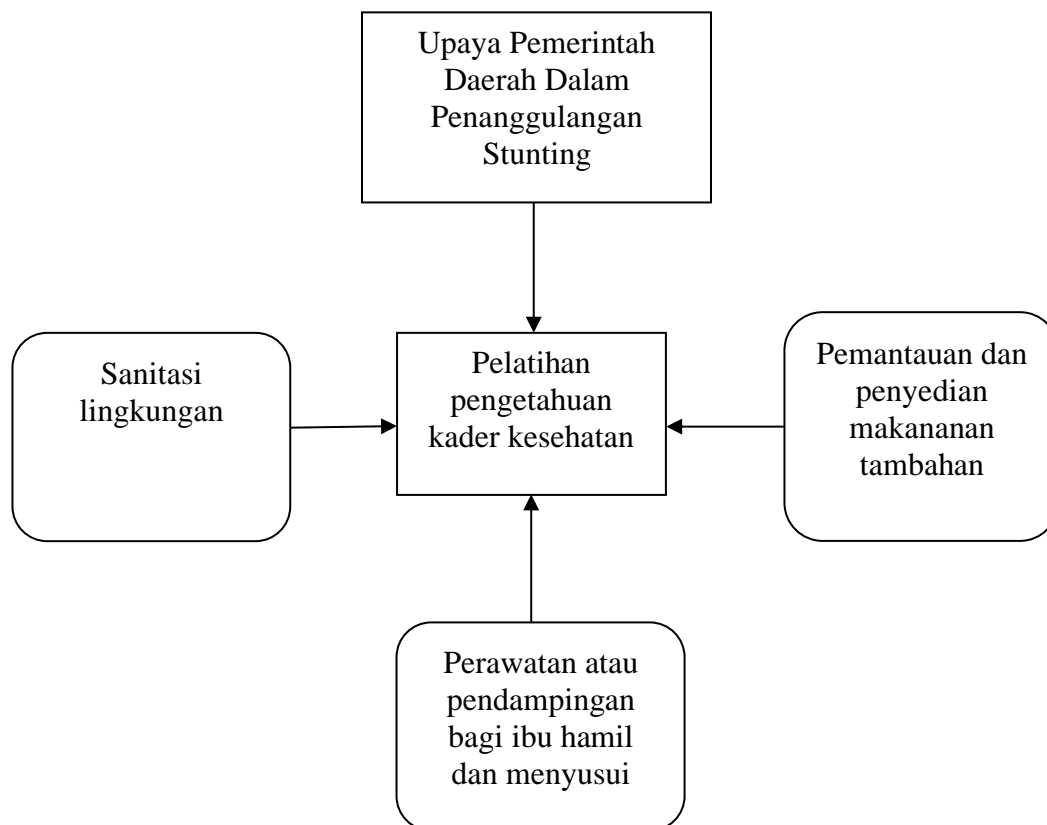 Upaya Pemerintah
Daerah Dalam
Penanggulangan
Stunting
Sanitasi
lingkungan
Pelatihan
pengetahuan
kader kesehatan
Pemantauan dan
penyedian
makananan
tambahan
Perawatan atau
pendampingan
bagi ibu hamil
dan menyusui